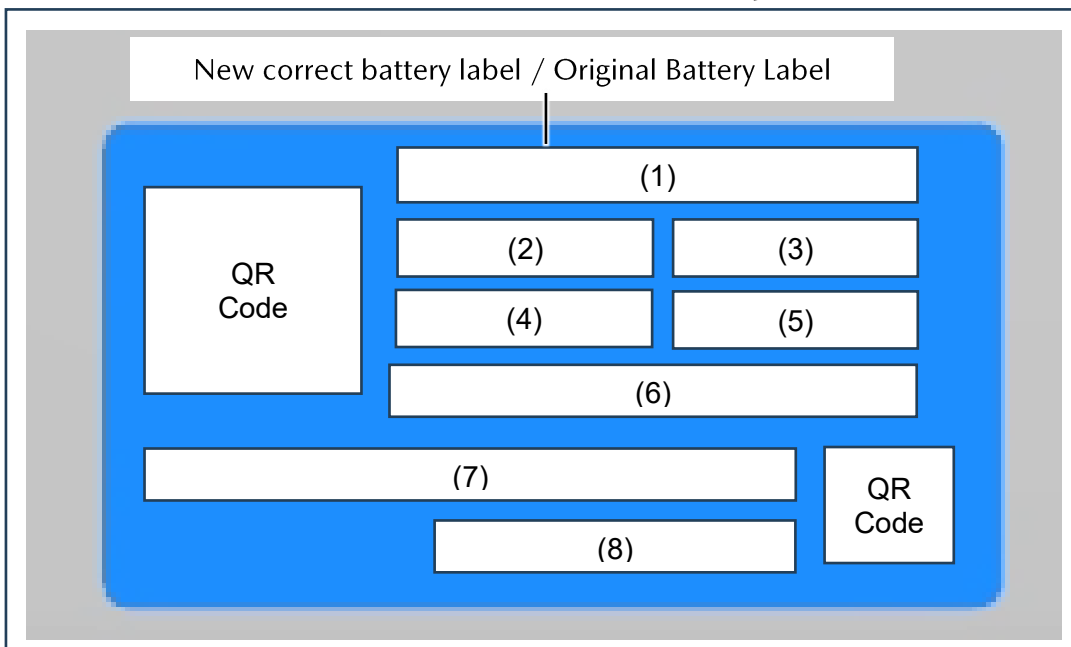 New correct battery label / Original Battery Label
(1)
(2) (3)
QR
Code
(4) (5)
(6)
(7)
QR
Code
(8)